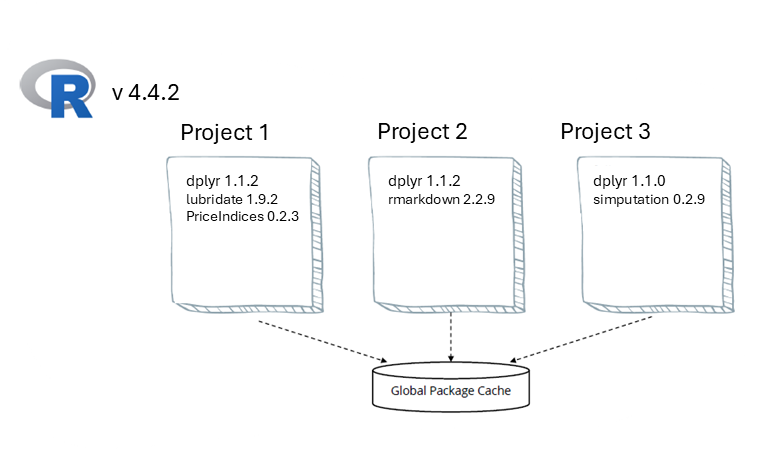 R
v 4.4.2
Project 1
Project 2
Project 3
dplyr 1.1.2
lubridate 1.9.2
PriceIndices 0.2.3
dplyr 1.1.2
rmarkdown 2.2.9
dplyr 1.1.0
simputation 0.2.9
Global Package Cache